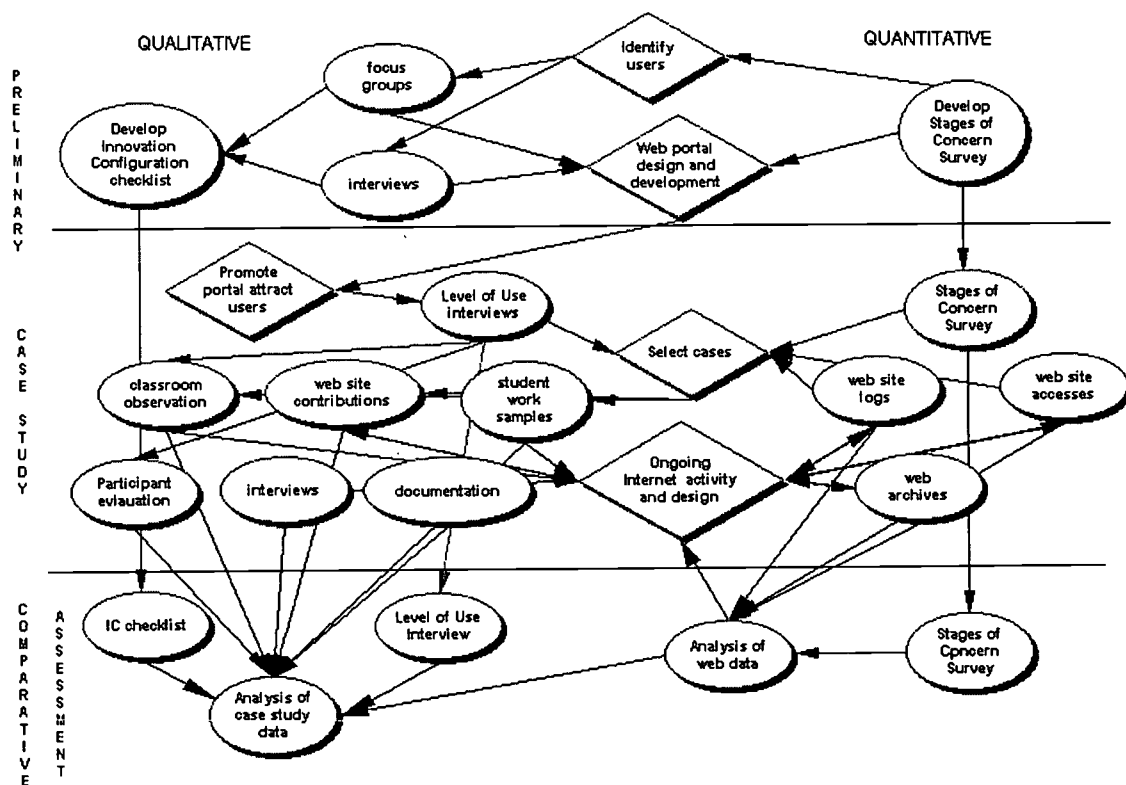 QUALITATIVE
QUANTITATIVE
PRELIMINARY
Identify
users
focus
groups
Develop
Innovation
Configuration
checklist
interviews
Web portal
design and
development
Develop
Stages of
Concern
Survey
CASE STUDY
Promote
portal attract
users
Level of Use
interviews
Select cases
Stages of
Concern
Survey
classroom
observation
web site
contributions
student
work
samples
web site
logs
web site
accesses
Participant
evlauation
interviews
documentation
Ongoing
Internet activity
and design
web
archives
COMPARATIVE
ASSESSMENT
IC checklist
Level of Use
Interview
Analysis
of web data
Stages of
Cpncern
Survey
Analysis of
case study
data